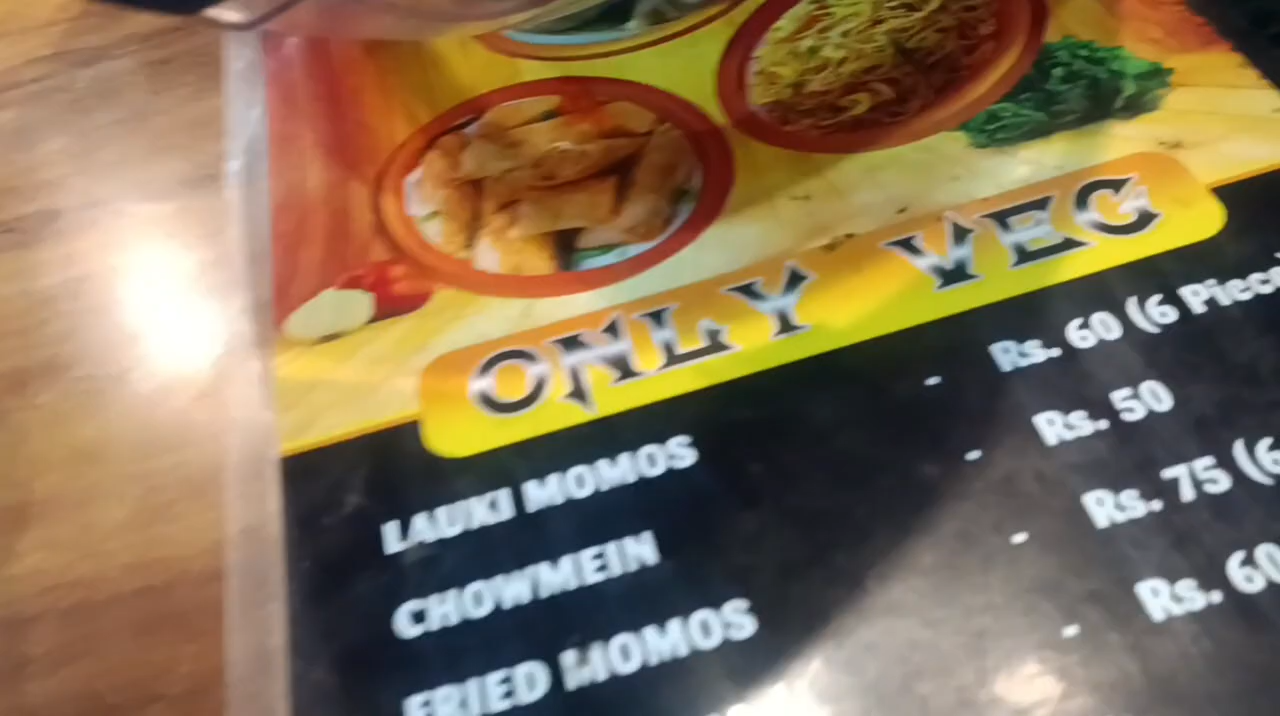 ONLY VEG
LAUKI MOMOS - Rs. 60 (6 Piece
CHOWMEIN - Rs. 50
FRIED MOMOS - Rs. 75 (6
- Rs. 60